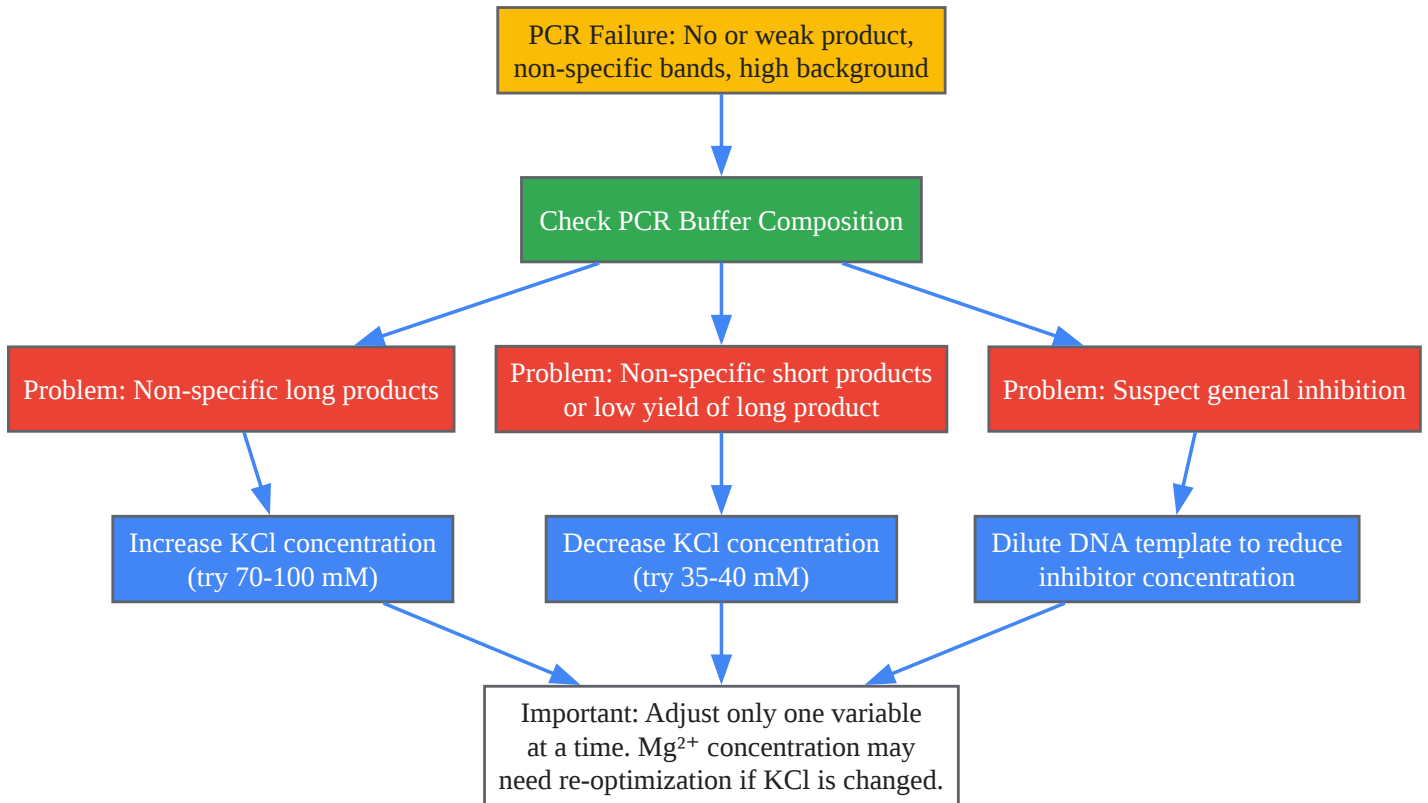 PCR Failure: No or weak product,
non-specific bands, high background
Check PCR Buffer Composition
Problem: Non-specific long products
Problem: Non-specific short products
or low yield of long product
Problem: Suspect general inhibition
Increase KCl concentration
(try 70-100 mM)
Decrease KCl concentration
(try 35-40 mM)
Dilute DNA template to reduce
inhibitor concentration
Important: Adjust only one variable
at a time. Mg²⁺ concentration may
need re-optimization if KCl is changed.